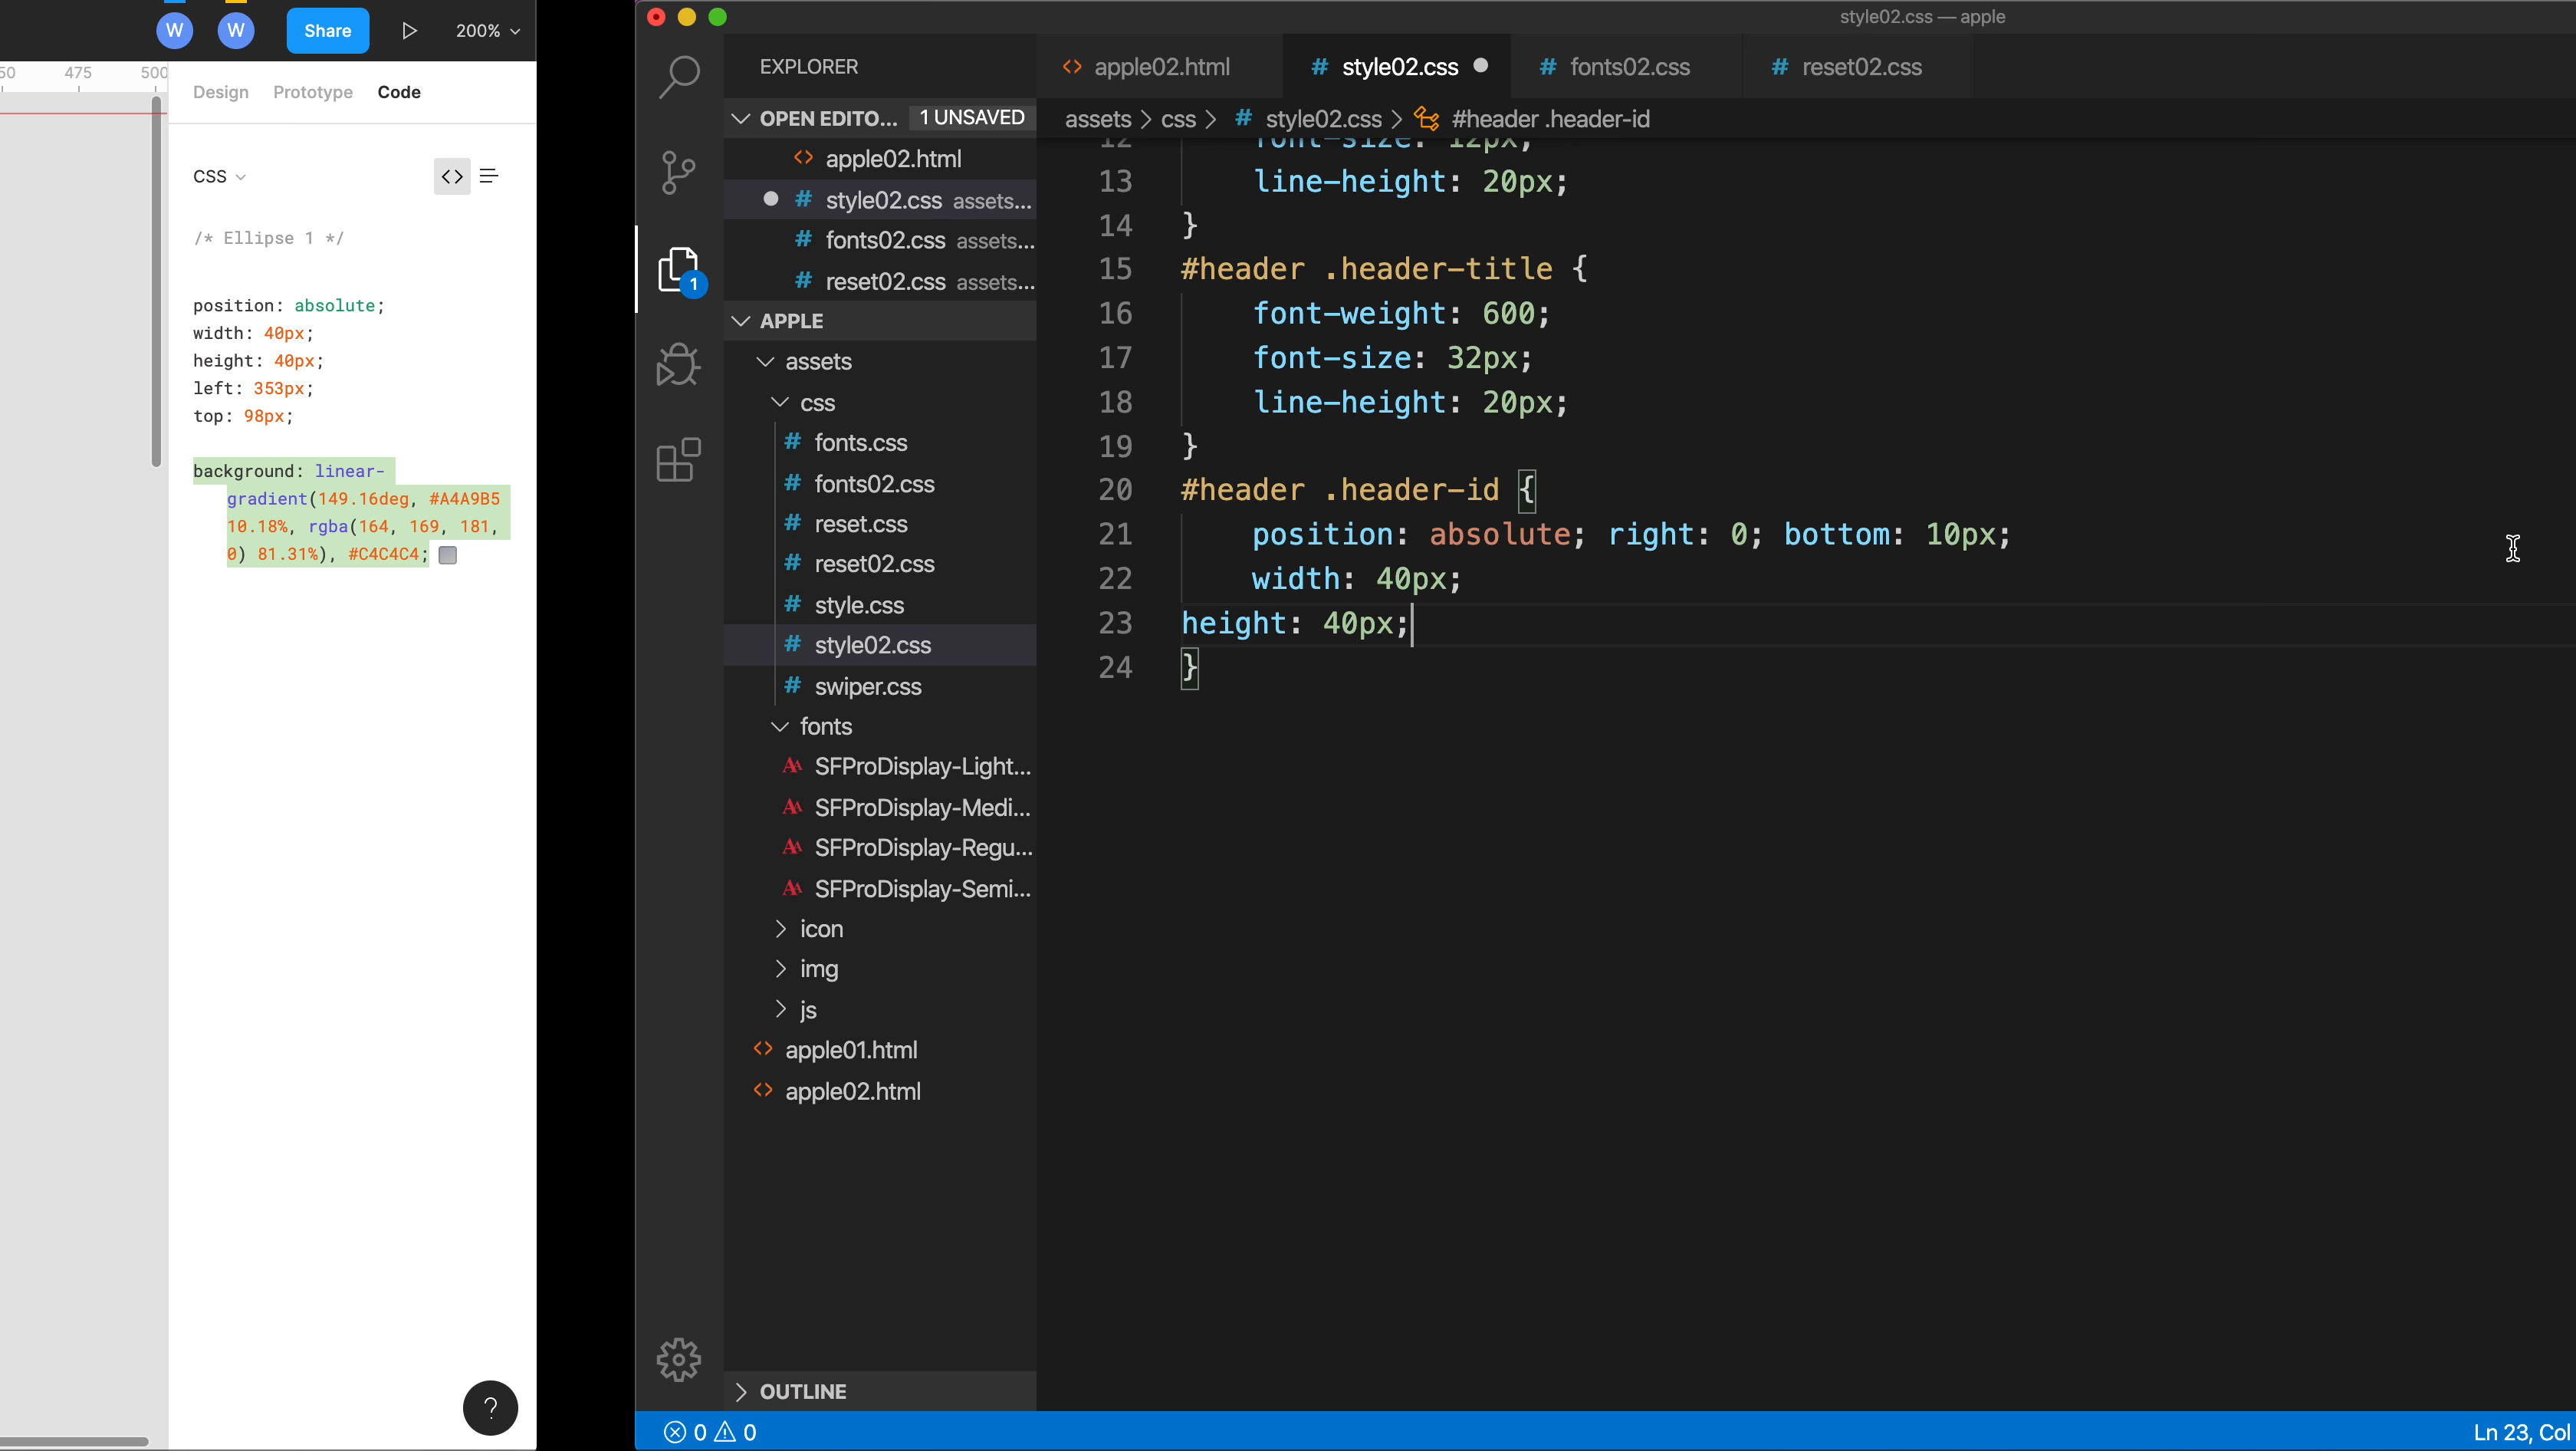 W
W
Share
200%
50
475
500
Design
Prototype
Code
CSS
/* Ellipse 1 */
position: absolute;
width: 40px;
height: 40px;
left: 353px;
top: 98px;
background: linear-
gradient(149.16deg, #A4A9B5
10.18%, rgba(164, 169, 181,
0) 81.31%), #C4C4C4;
?
style02.css — apple
EXPLORER
OPEN EDITO...
1 UNSAVED
apple02.html
style02.css assets...
fonts02.css assets...
reset02.css assets...
1
APPLE
assets
css
fonts.css
fonts02.css
reset.css
reset02.css
style.css
style02.css
swiper.css
fonts
SFProDisplay-Light...
SFProDisplay-Medi...
SFProDisplay-Regu...
SFProDisplay-Semi...
icon
img
js
apple01.html
apple02.html
OUTLINE
apple02.html
# style02.css
# fonts02.css
# reset02.css
assets > css > # style02.css > #header .header-id
12 font-size: 12px;
13 line-height: 20px;
14 }
15 #header .header-title {
16 font-weight: 600;
17 font-size: 32px;
18 line-height: 20px;
19 }
20 #header .header-id {
21 position: absolute; right: 0; bottom: 10px;
22 width: 40px;
23 height: 40px;
24 }
0 0
Ln 23, Col